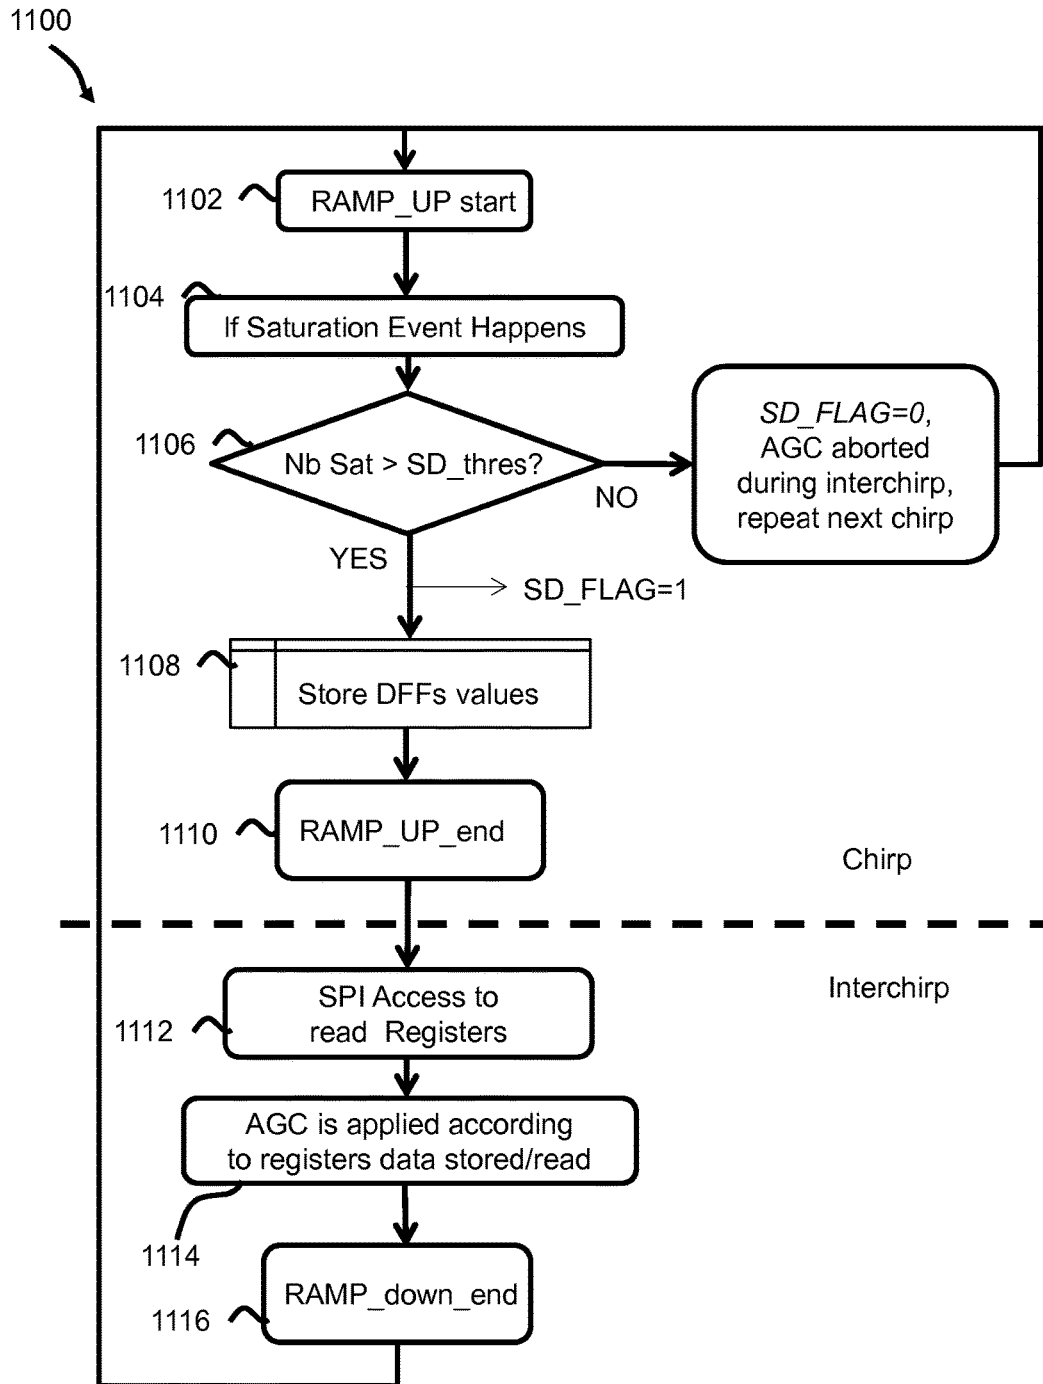 1100
1102
RAMP_UP start
1104
If Saturation Event Happens
1106
Nb Sat > SD_thres?
NO
SD_FLAG=0,
AGC aborted
during interchirp,
repeat next chirp
YES
SD_FLAG=1
1108
Store DFFs values
1110
RAMP_UP_end
Chirp
Interchirp
1112
SPI Access to
read Registers
AGC is applied according
to registers data stored/read
1114
RAMP_down_end
1116